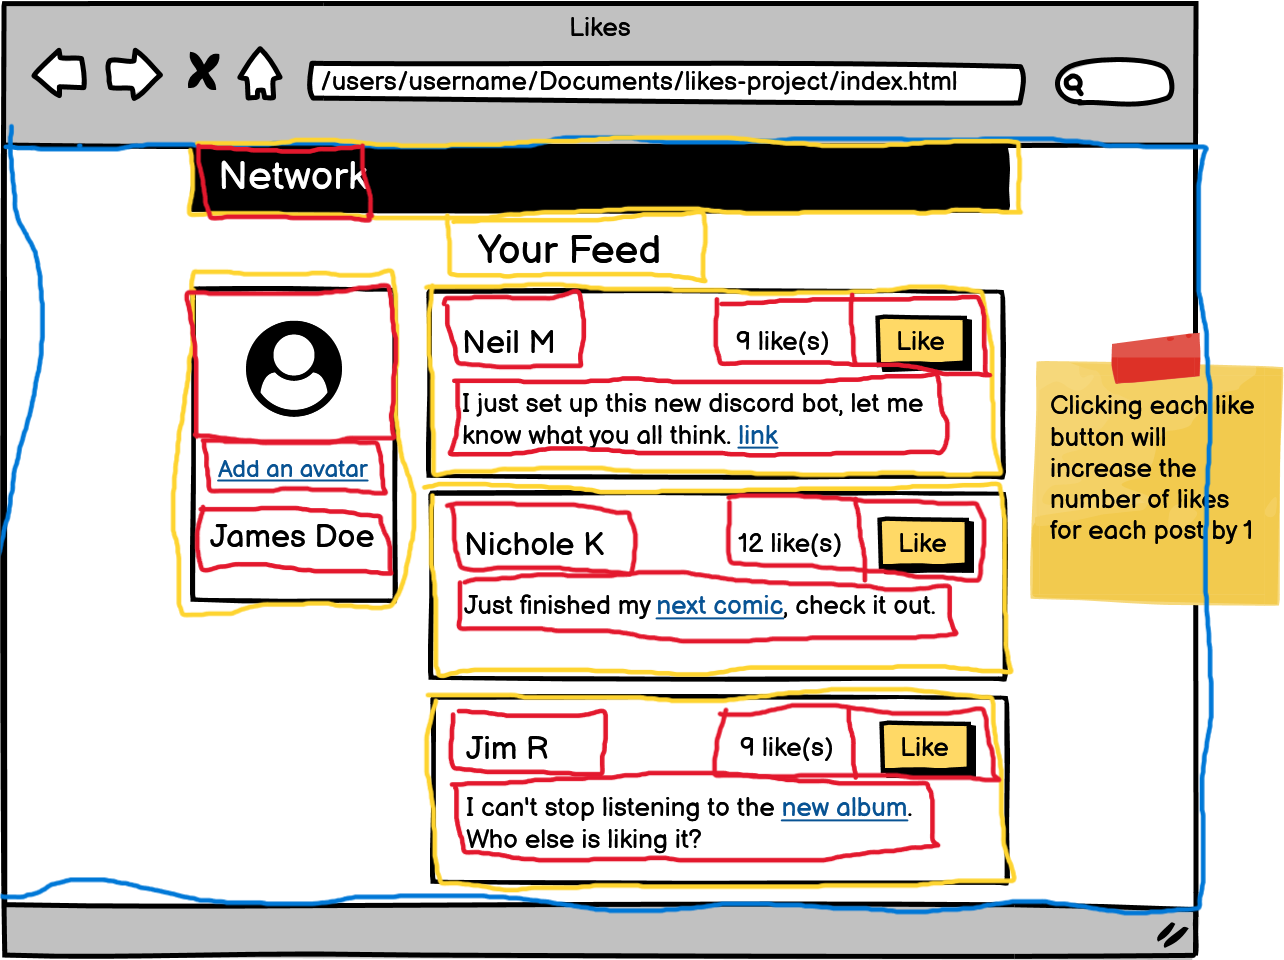 Likes
/users/username/Documents/likes-project/index.html
Network
Your Feed
Add an avatar
James Doe
Neil M
9 like(s)
Like
I just set up this new discord bot, let me
know what you all think. link
Nichole K
12 like(s)
Like
Just finished my next comic, check it out.
Jim R
9 like(s)
Like
I can't stop listening to the new album.
Who else is liking it?
Clicking each like
button will
increase the
number of likes
for each post by 1